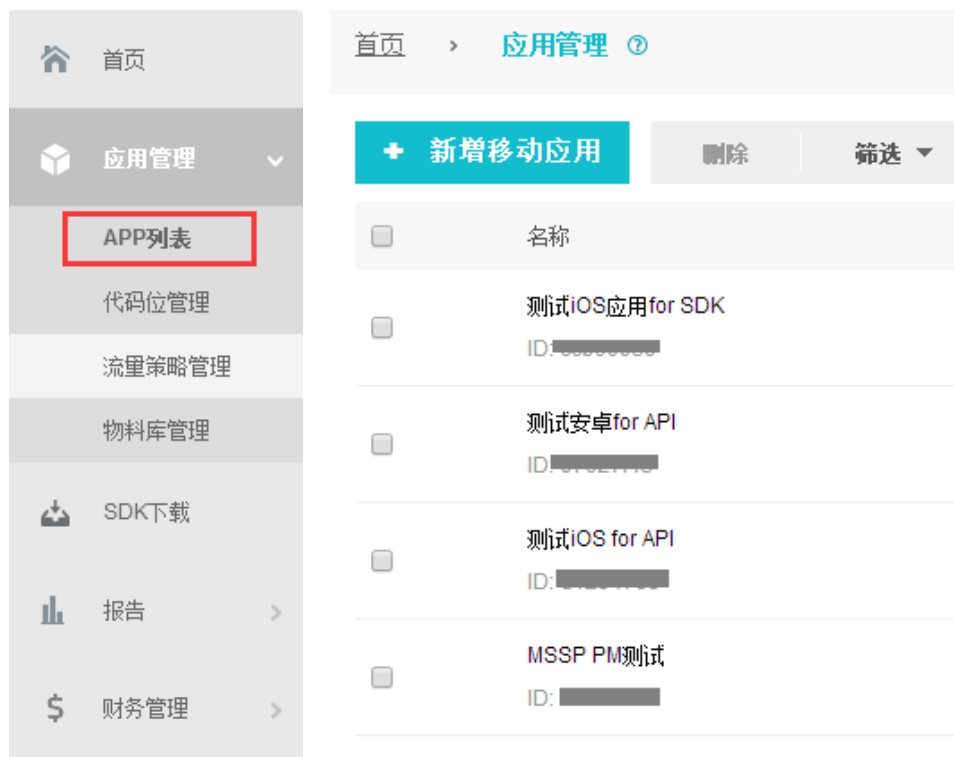 首页
应用管理
APP列表
代码位管理
流量策略管理
物料库管理
SDK下载
报告
财务管理
首页 › 应用管理
新增移动应用
删除
筛选
名称
测试iOS应用for SDK
ID:
测试安卓for API
ID:
测试iOS for API
ID:
MSSP PM测试
ID: